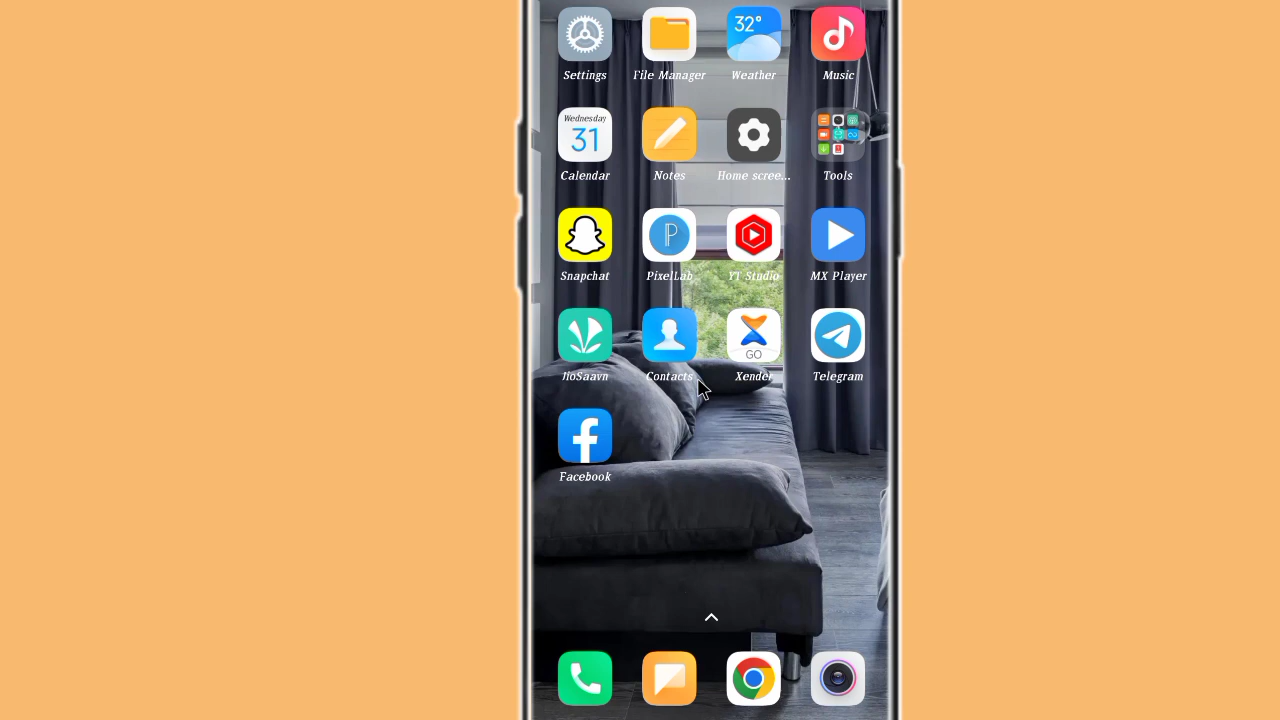 32°
Settings
File Manager
Weather
Music
Wednesday
31
Calendar
Notes
Home scree...
Tools
P
Snapchat
PixelLab
YT Studio
MX Player
GO
JioSaavn
Contacts
Xender
Telegram
f
Facebook